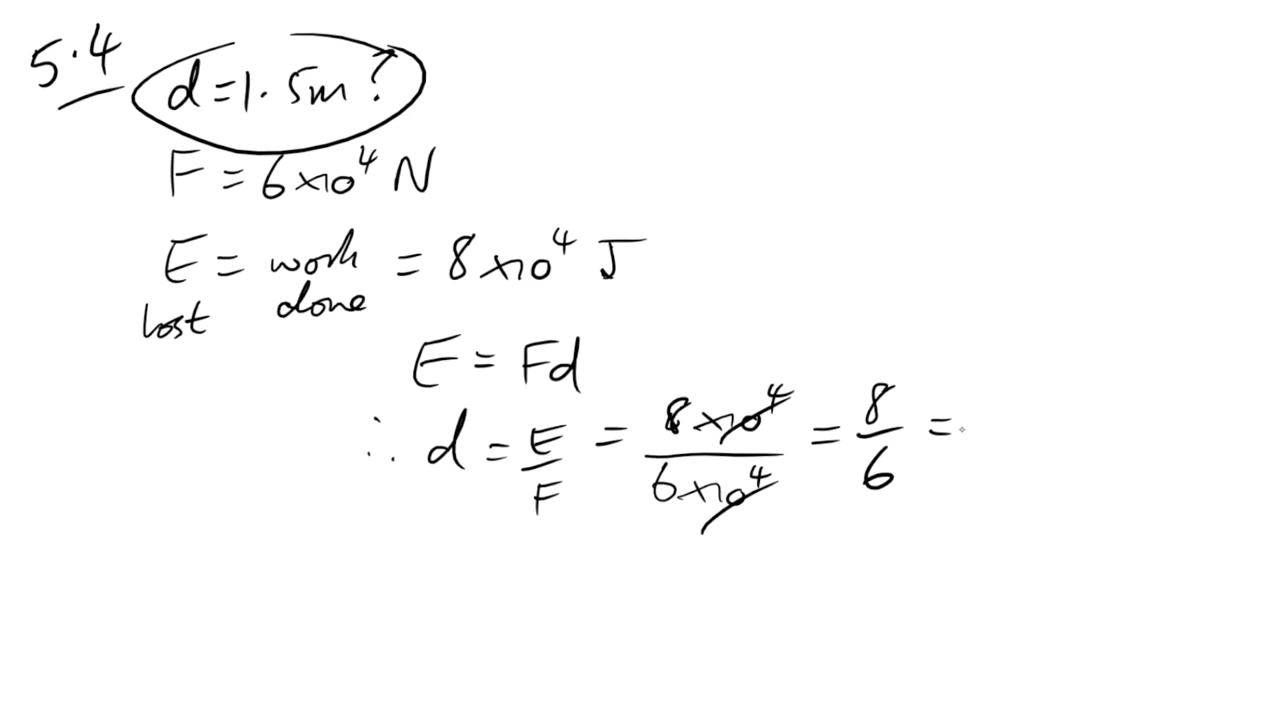 5.4
d = 1.5m ?
F = 6×10⁴ N
E = work = 8×10⁴ J
lost done
E = Fd
∴ d = E/F = 8×10⁴/6×10⁴ = 8/6 =